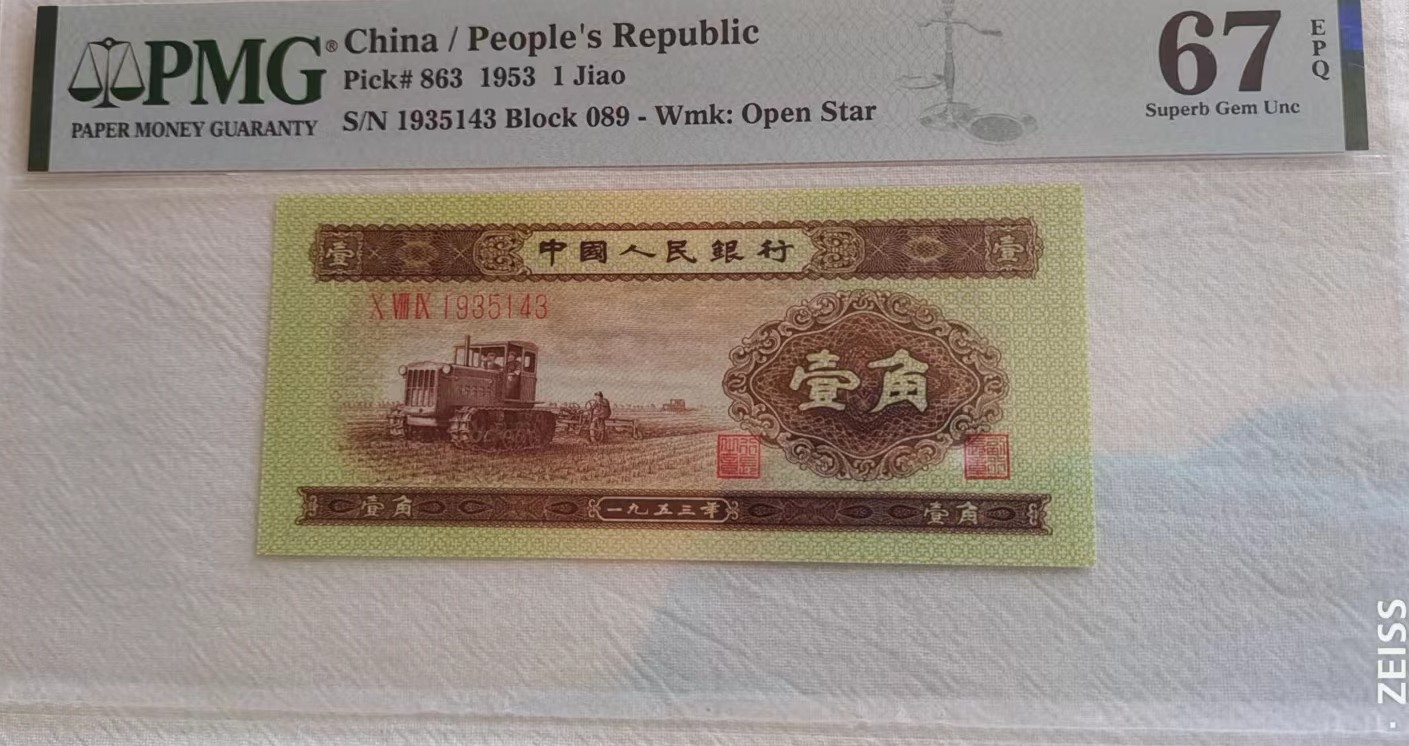 PMG®
PAPER MONEY GUARANTY
China / People's Republic
Pick# 863 1953 1 Jiao
S/N 1935143 Block 089 - Wmk: Open Star
67
EPQ
Superb Gem Unc
壹 中國人民銀行 壹
X VIII IX 1935143
壹角
壹角 一九五三年 壹角
ZEISS